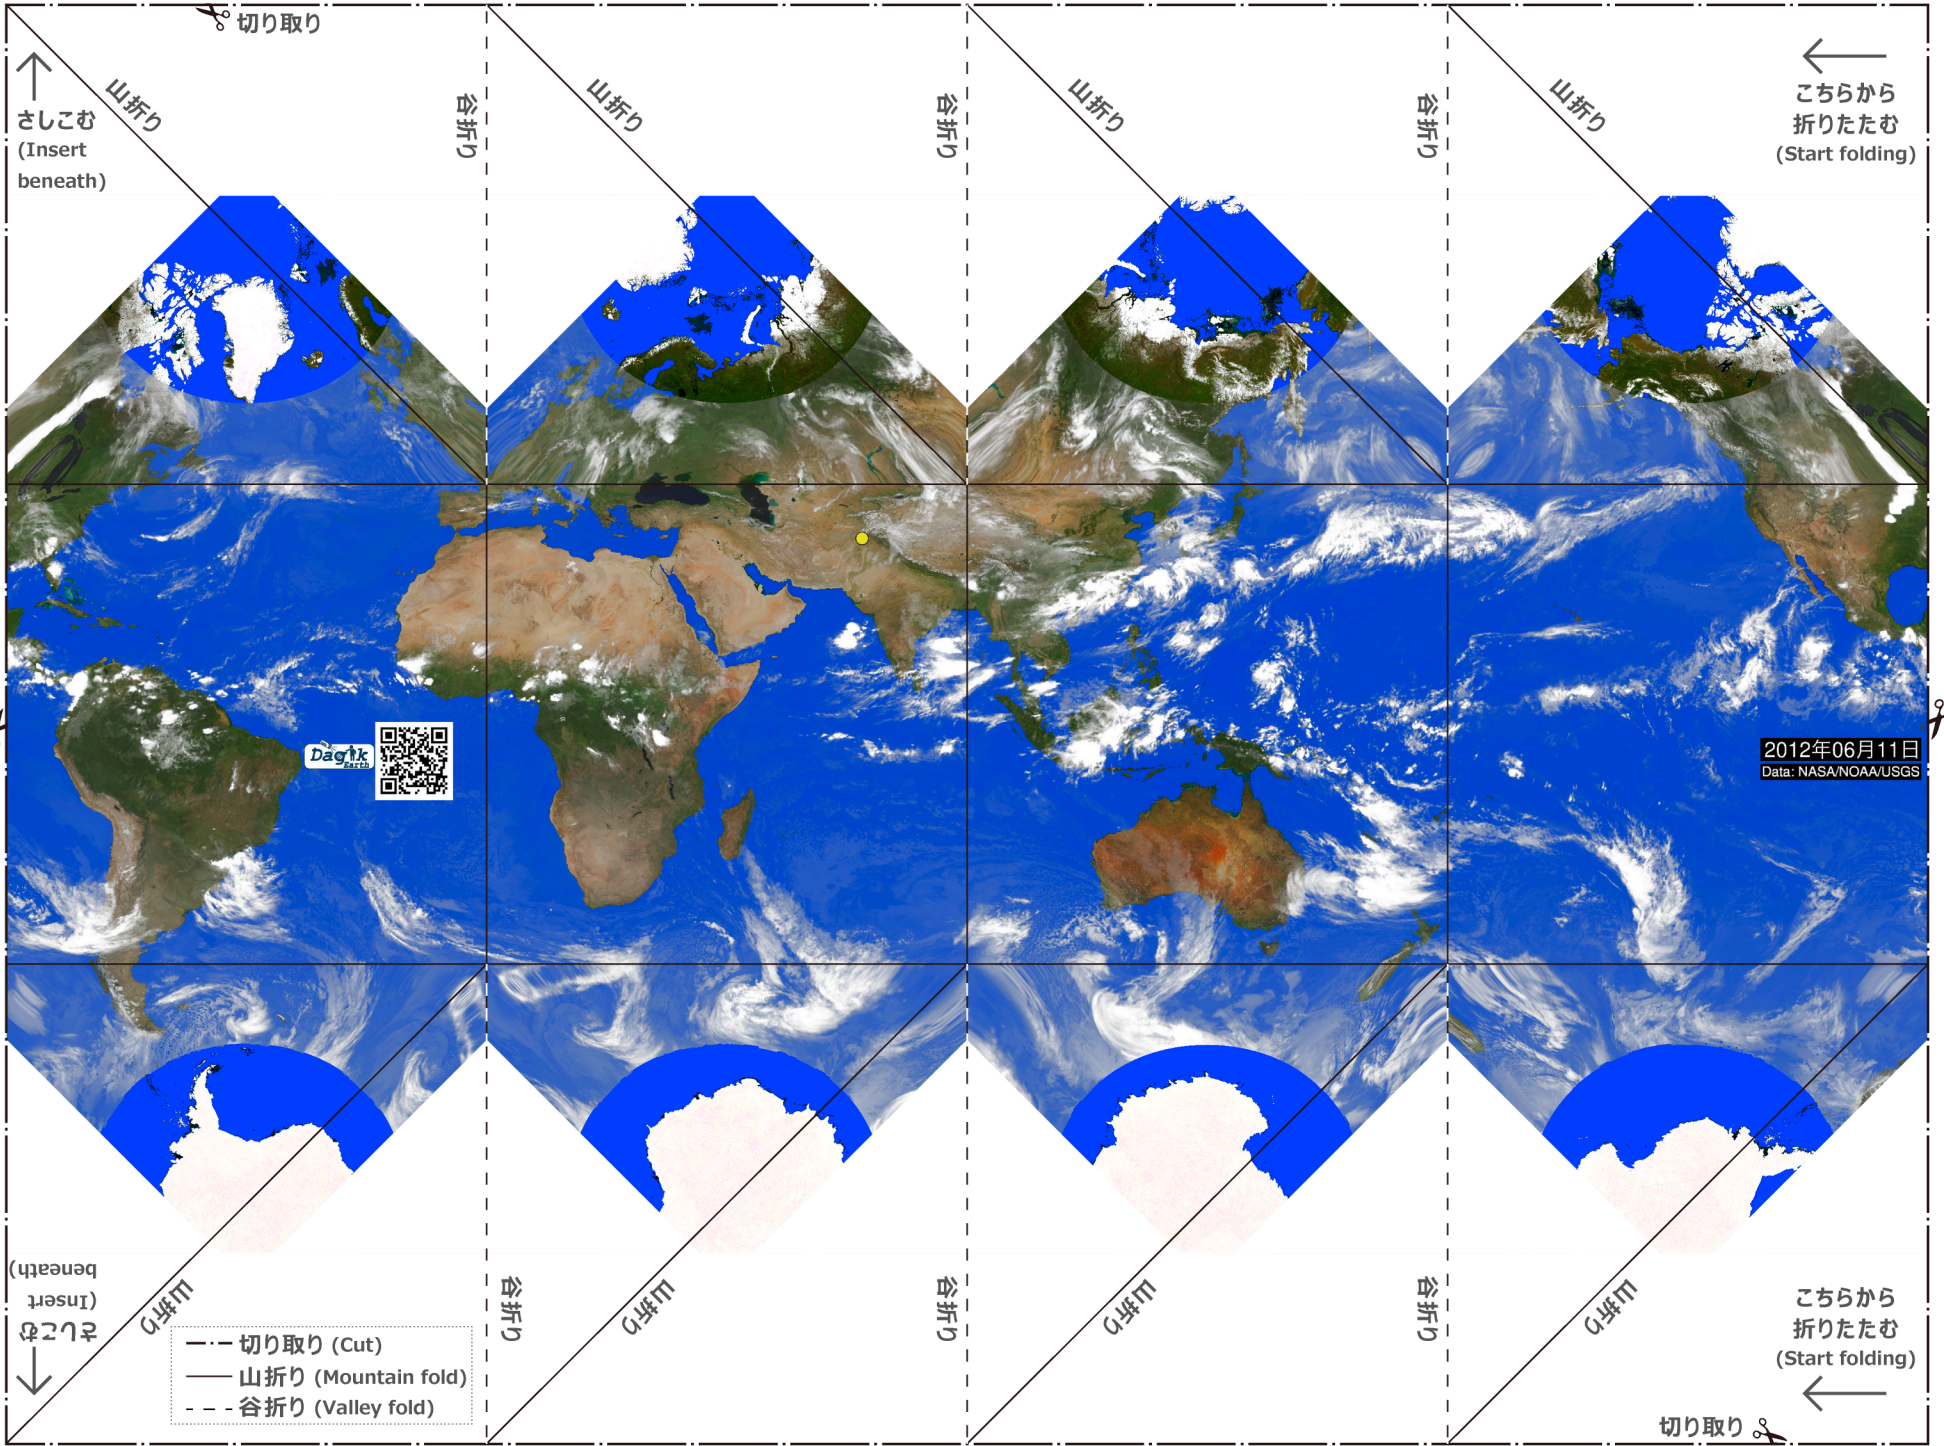 切り取り
山折り
谷折り
山折り
谷折り
山折り
谷折り
山折り
さしこむ
(Insert
beneath)
こちらから
折りたたむ
(Start folding)
Dagik
Earth
2012年06月11日
Data: NASA/NOAA/USGS
さしこむ
(Insert
beneath)
山折り
谷折り
山折り
谷折り
山折り
谷折り
山折り
切り取り (Cut)
山折り (Mountain fold)
谷折り (Valley fold)
こちらから
折りたたむ
(Start folding)
切り取り